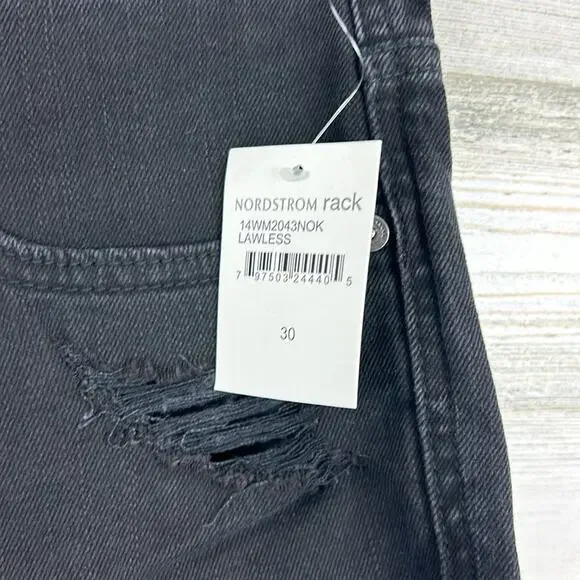 NORDSTROM rack
14WM2043NOK
LAWLESS
7 97503 24440 5
30